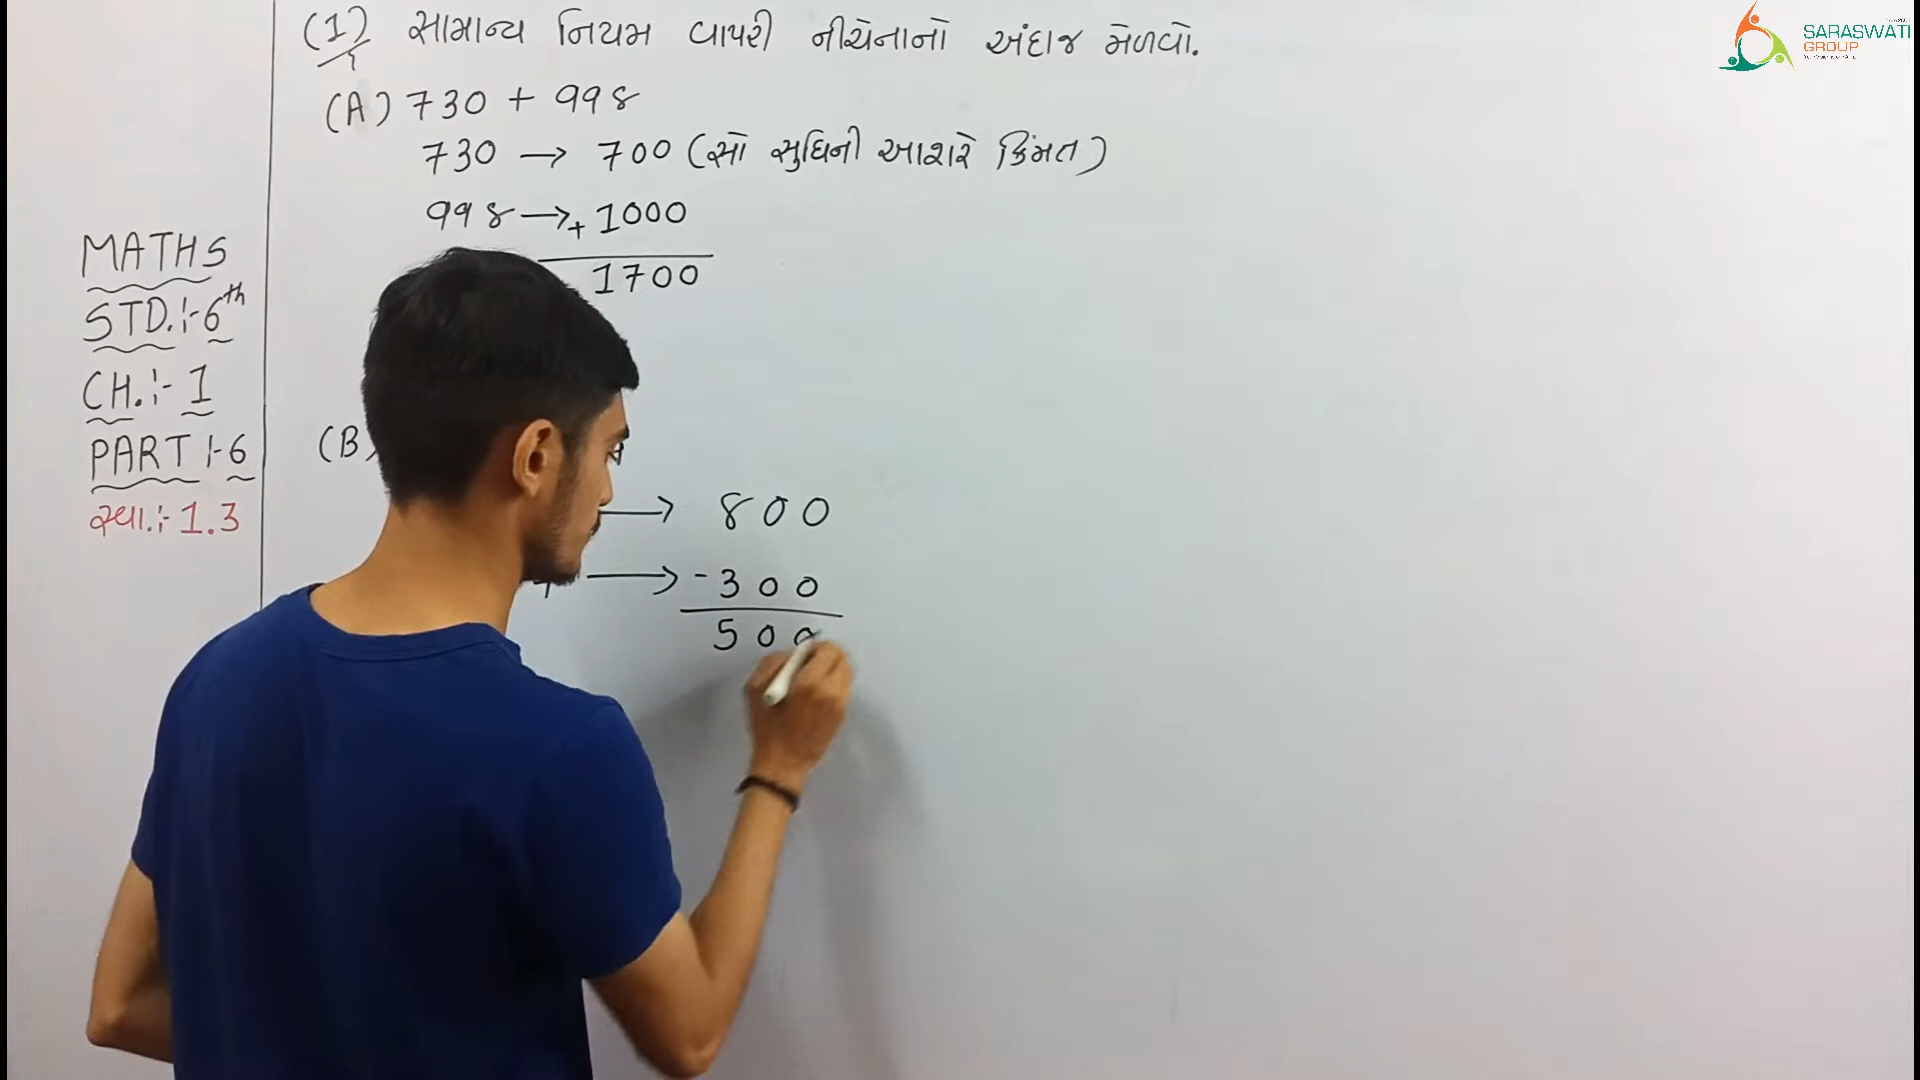 (1) સામાન્ય નિયમ વાપરી નીચેનાનો અંદાજ મેળવો.
(A) 730 + 998
730 → 700 (સો સુધિની આશરે કિંમત)
998 → + 1000
1700
(B)
→ 800
→ - 300
500
MATHS
STD.:- 6th
CH.:- 1
PART:- 6
સ્વા.:- 1.3
SARASWATI
GROUP